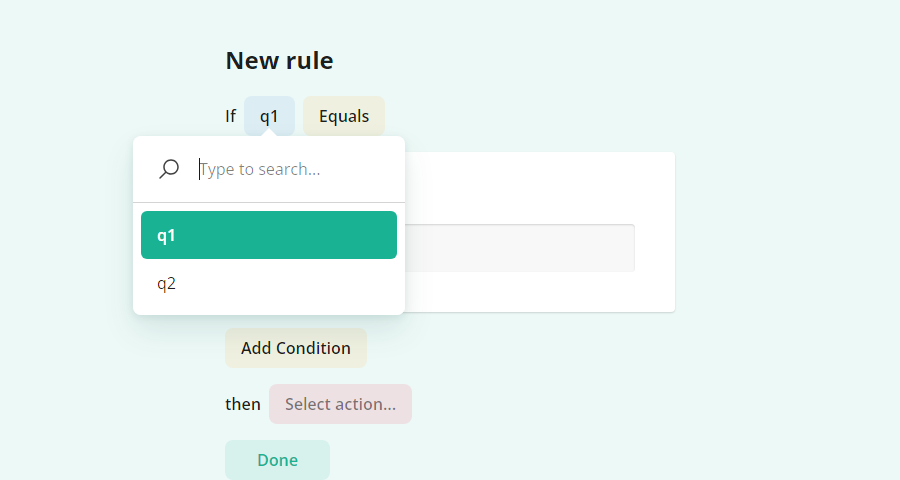 New rule
If q1 Equals
Type to search...
q1
q2
Add Condition
then Select action...
Done